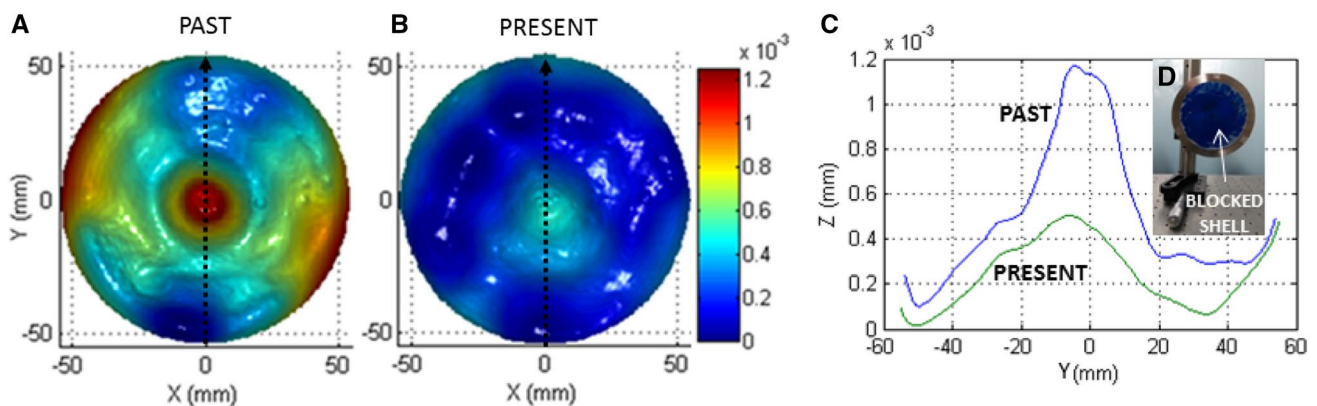 A
PAST
50
0
-50
Y (mm)
-50
0
50
X (mm)
B
PRESENT
50
0
-50
-50
0
50
X (mm)
x 10⁻³
1.2
1
0.8
0.6
0.4
0.2
0
C
x 10⁻³
1.2
1
0.8
0.6
0.4
0.2
0
Z (mm)
PAST
PRESENT
D
BLOCKED
SHELL
-60
-40
-20
0
20
40
60
Y (mm)